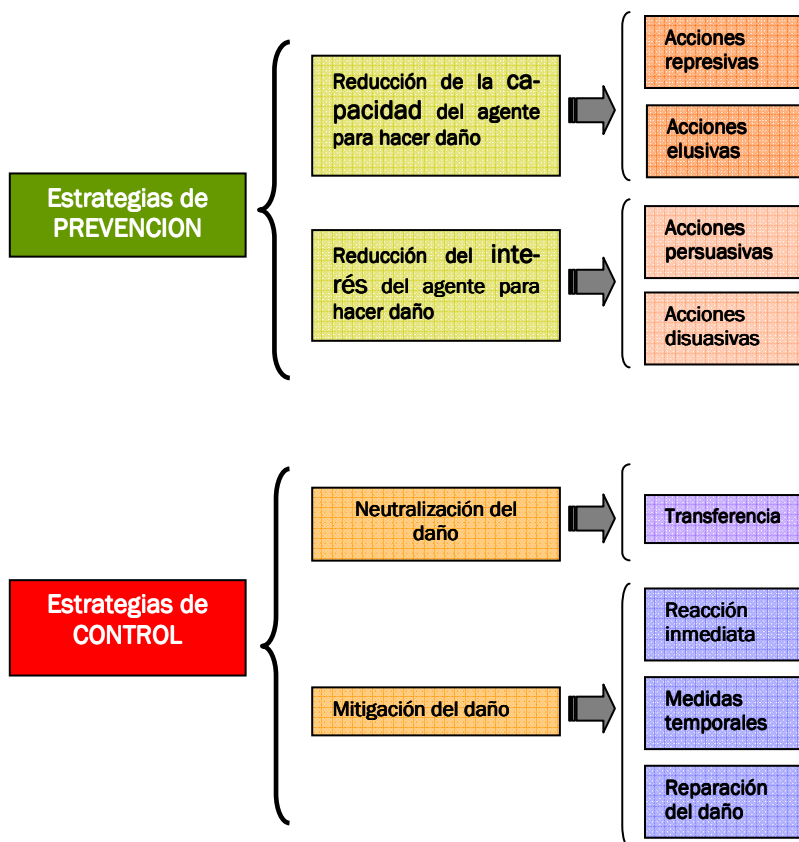 Estrategias de
PREVENCION
Reducción de la ca-
pacidad del agente
para hacer daño
Acciones
represivas
Acciones
elusivas
Reducción del inte-
rés del agente para
hacer daño
Acciones
persuasivas
Acciones
disuasivas
Estrategias de
CONTROL
Neutralización del
daño
Transferencia
Mitigación del daño
Reacción
inmediata
Medidas
temporales
Reparación
del daño